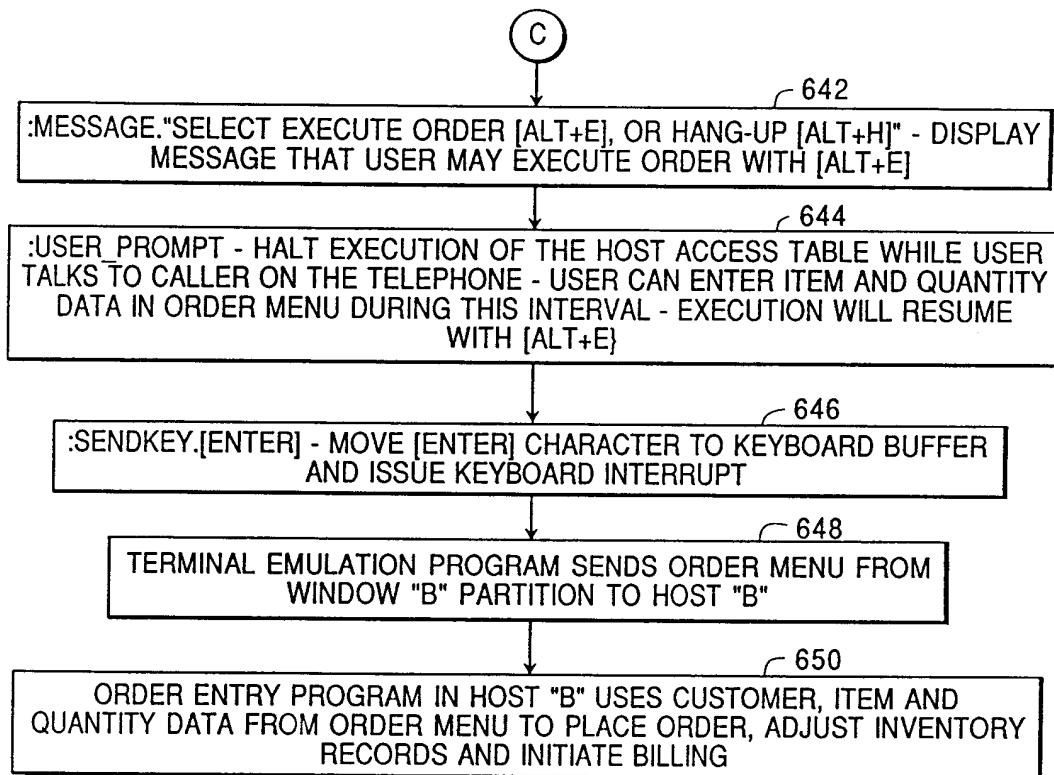 C
642
:MESSAGE."SELECT EXECUTE ORDER [ALT+E], OR HANG-UP [ALT+H]" - DISPLAY
MESSAGE THAT USER MAY EXECUTE ORDER WITH [ALT+E]
644
:USER_PROMPT - HALT EXECUTION OF THE HOST ACCESS TABLE WHILE USER
TALKS TO CALLER ON THE TELEPHONE - USER CAN ENTER ITEM AND QUANTITY
DATA IN ORDER MENU DURING THIS INTERVAL - EXECUTION WILL RESUME
WITH [ALT+E}
646
:SENDKEY.[ENTER] - MOVE [ENTER] CHARACTER TO KEYBOARD BUFFER
AND ISSUE KEYBOARD INTERRUPT
648
TERMINAL EMULATION PROGRAM SENDS ORDER MENU FROM
WINDOW "B" PARTITION TO HOST "B"
650
ORDER ENTRY PROGRAM IN HOST "B" USES CUSTOMER, ITEM AND
QUANTITY DATA FROM ORDER MENU TO PLACE ORDER, ADJUST INVENTORY
RECORDS AND INITIATE BILLING